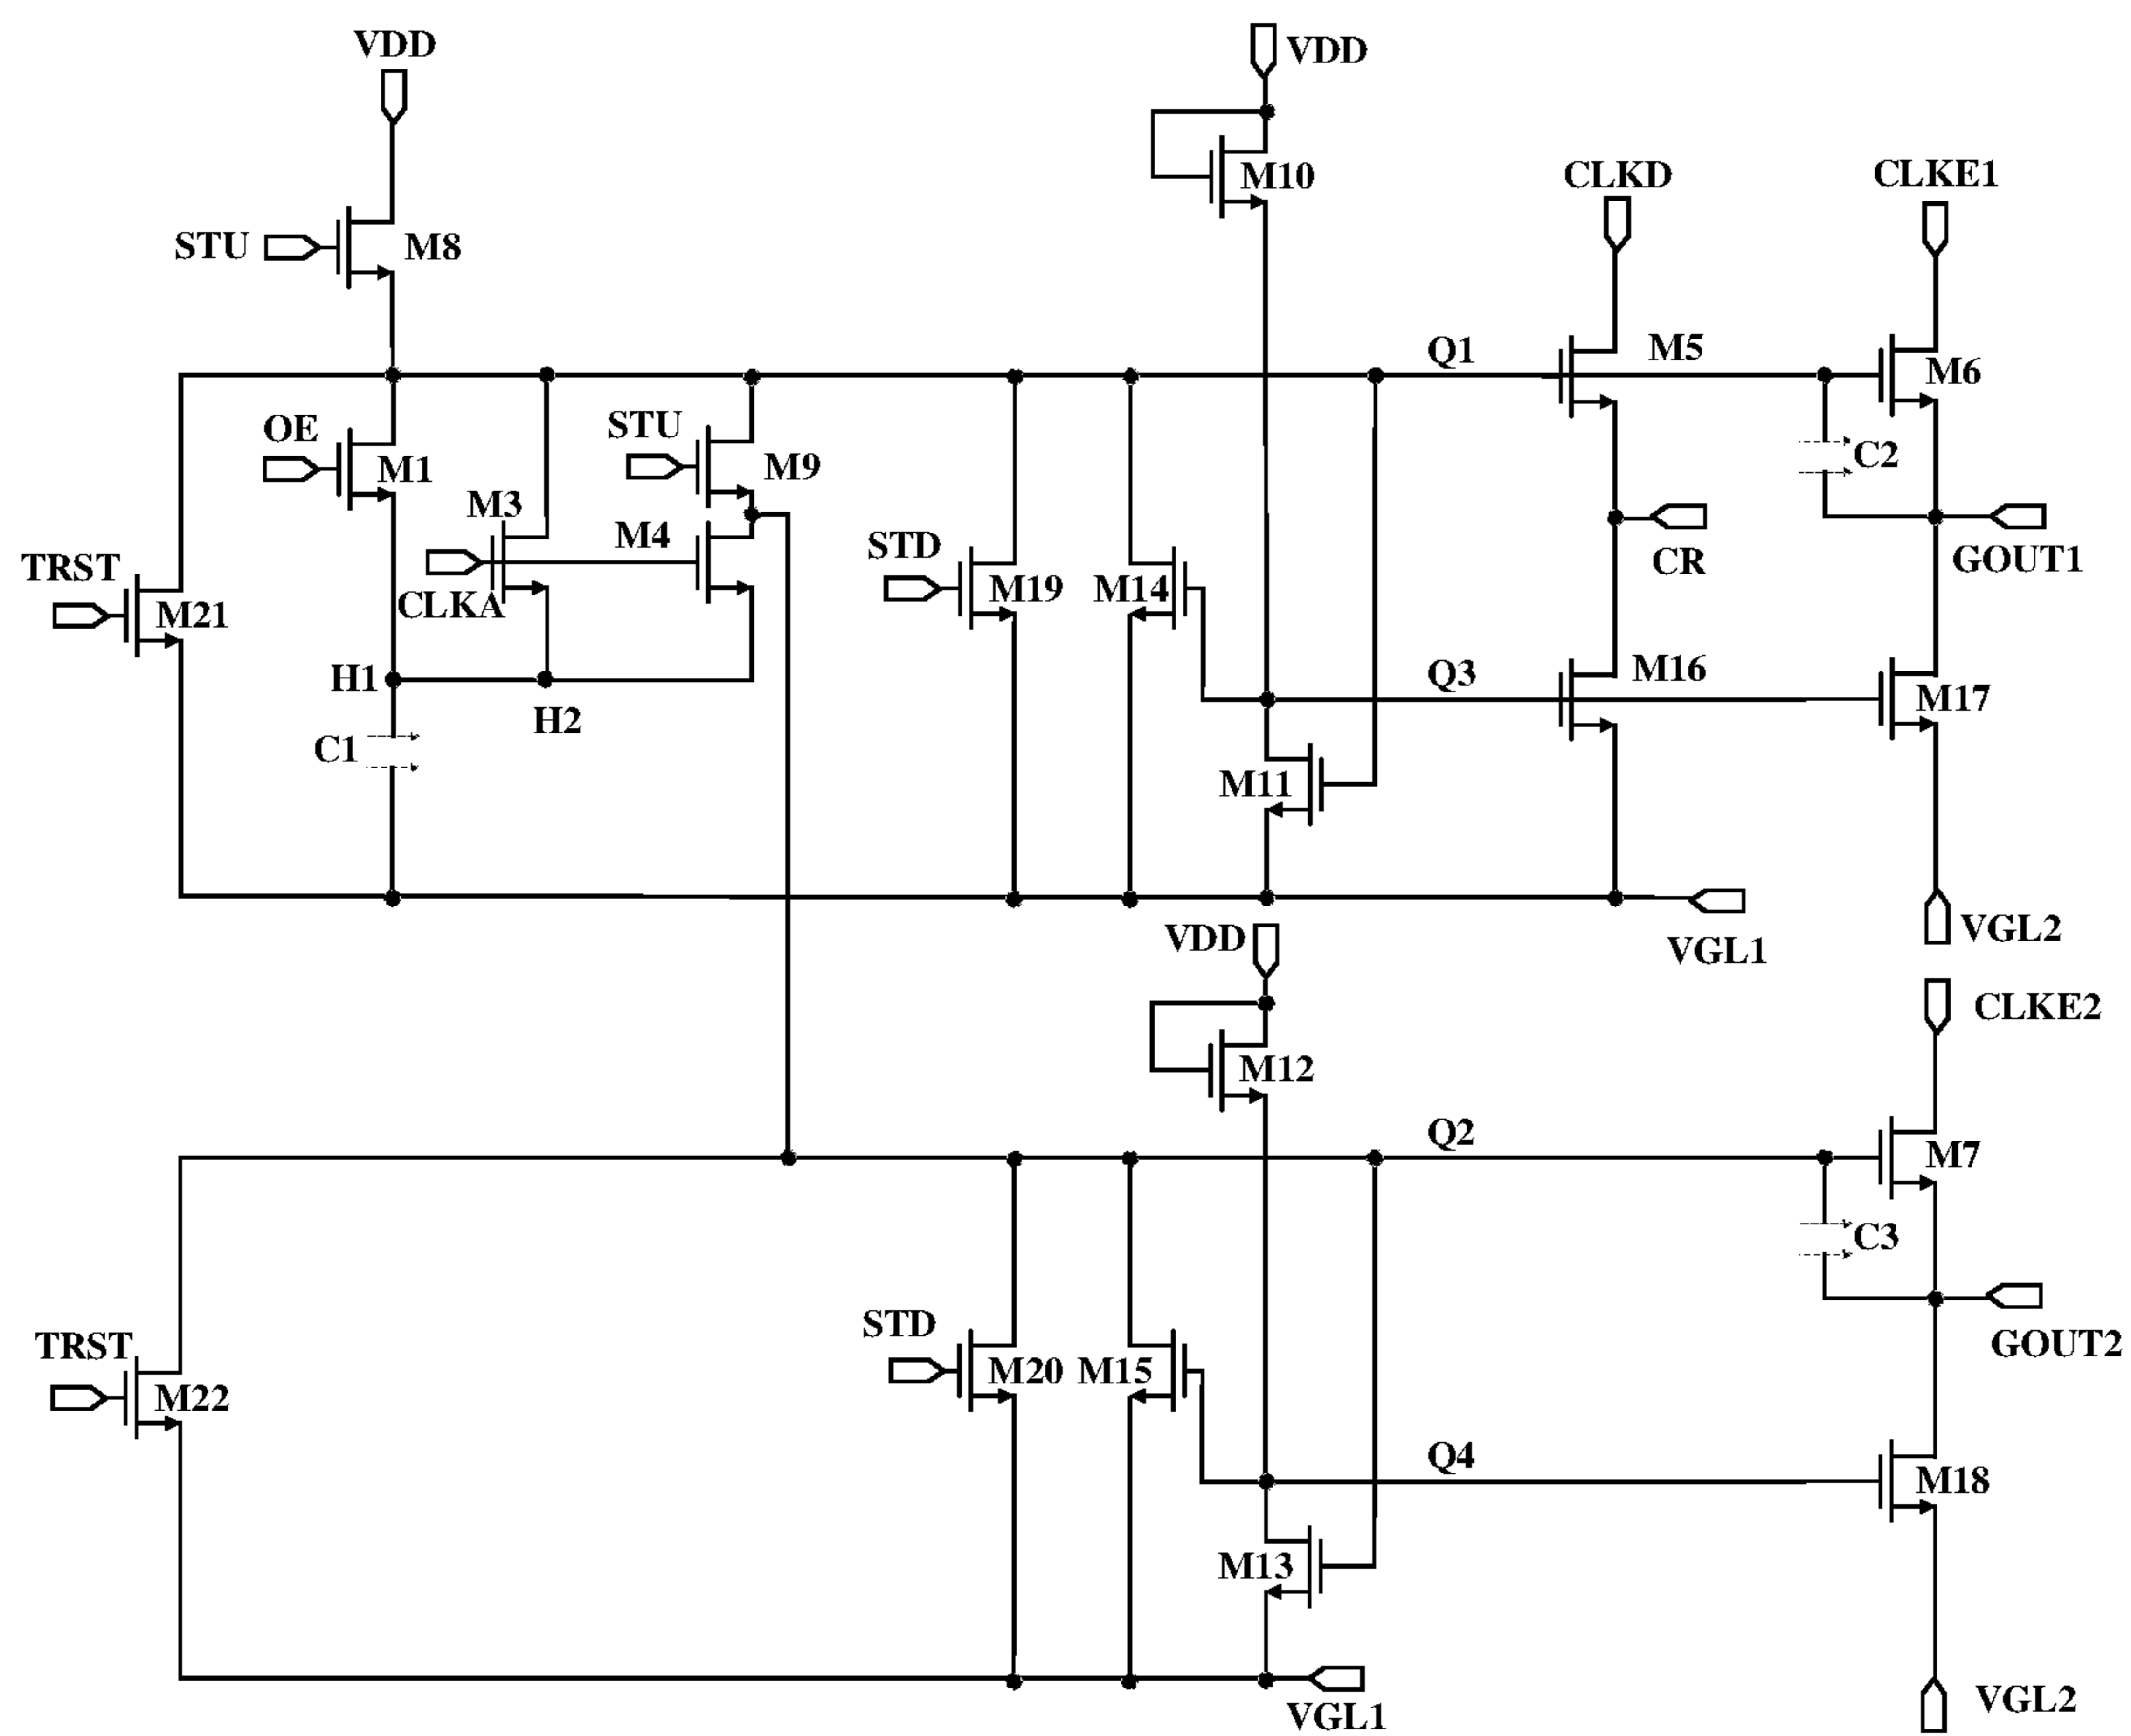 VDD
VDD
M10
CLKD
CLKE1
STU
M8
Q1
M5
M6
OE
M1
STU
M9
C2
M3
M4
STD
CR
GOUT1
TRST
M21
CLKA
M19
M14
H1
H2
Q3
M16
M17
C1
M11
VDD
VGL1
VGL2
CLKE2
M12
Q2
M7
C3
STD
M20
M15
GOUT2
TRST
M22
Q4
M18
M13
VGL1
VGL2